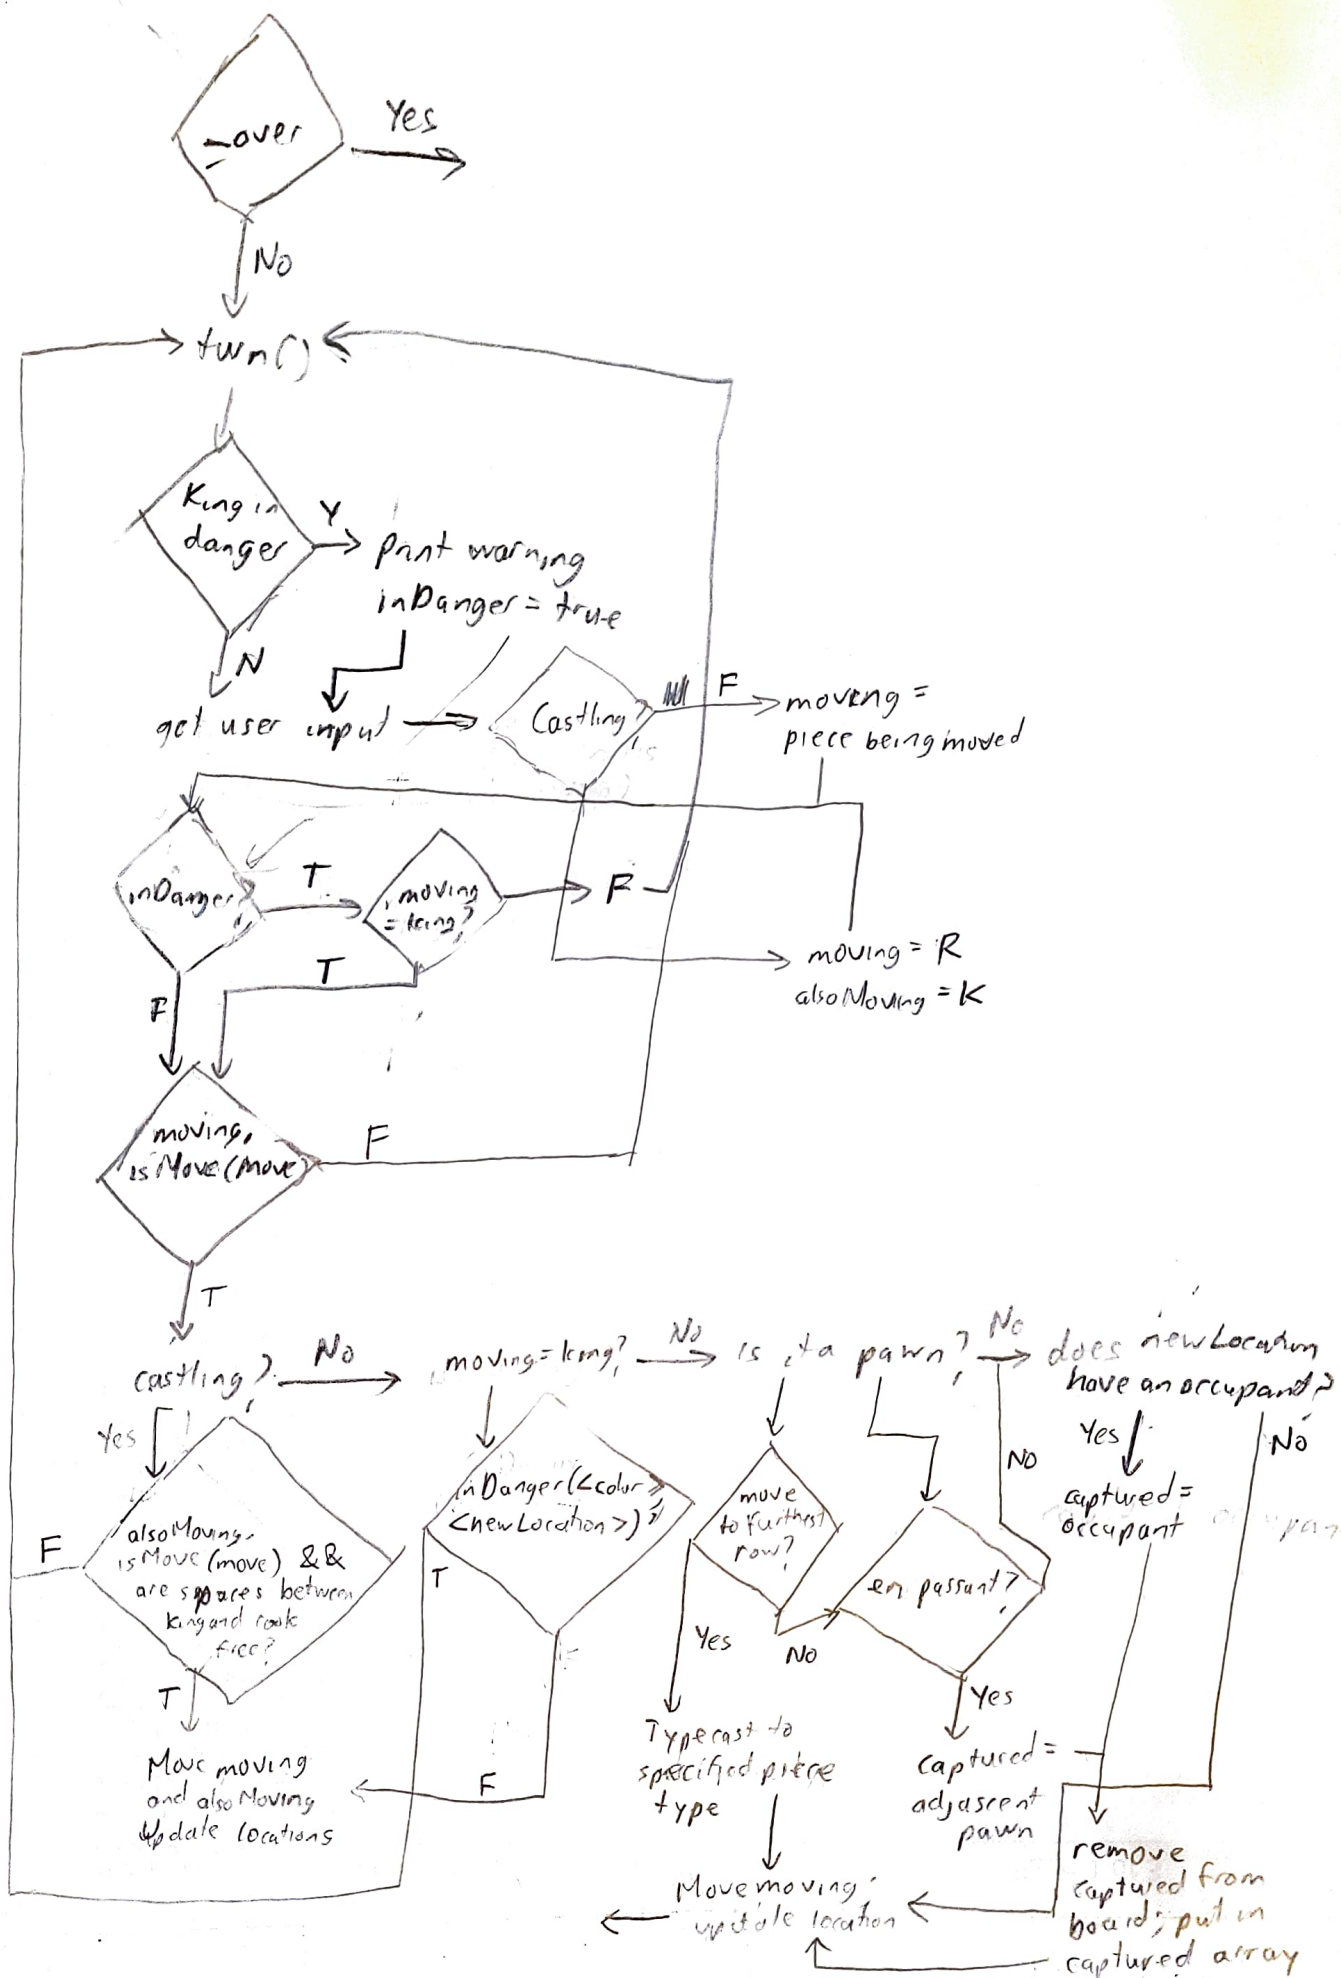 =over
Yes
No
turn()
King in
danger
Y
print warning
inDanger = true
N
get user input
Castling?
F
moving =
piece being moved
inDanger?
T
moving
= king?
F
T
F
moving = R
alsoMoving = K
moving.
isMove(move)
F
T
castling?
No
moving = king?
No
is it a pawn?
No
does newLocation
have an occupant?
Yes
No
Yes
captured =
occupant
No
F
alsoMoving.
isMove(move) &&
are spaces between
king and rook
free?
T
inDanger(<color>,
<newLocation>)?
T
F
move
to furthest
row?
Yes
No
en passant?
Yes
Move moving
and alsoMoving
Update locations
Typecast to
specified piece
type
captured =
adjascent
pawn
Move moving;
update location
remove
captured from
board; put in
captured array